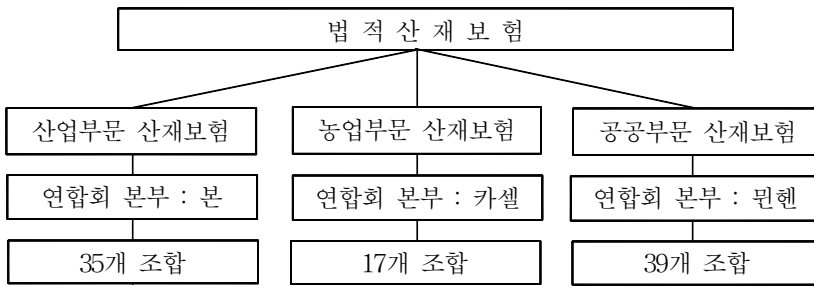 법 적 산 재 보 험
산업부문 산재보험
농업부문 산재보험
공공부문 산재보험
연합회 본부 : 본
연합회 본부 : 카셀
연합회 본부 : 뮌헨
35개 조합
17개 조합
39개 조합